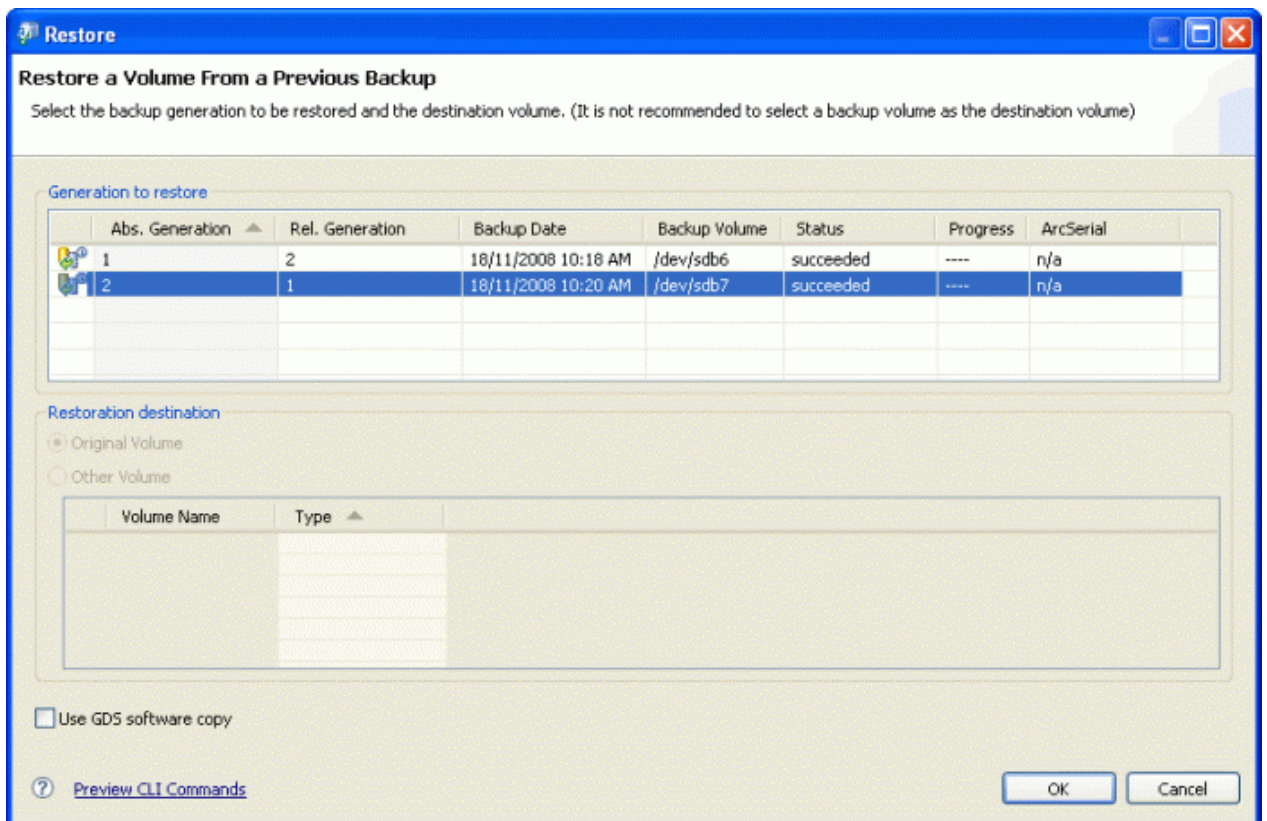 Restore
Restore a Volume From a Previous Backup
Select the backup generation to be restored and the destination volume. (It is not recommended to select a backup volume as the destination volume)
Generation to restore
Abs. Generation Rel. Generation Backup Date Backup Volume Status Progress ArcSerial
1 2 18/11/2008 10:18 AM /dev/sdb6 succeeded ---- n/a
2 1 18/11/2008 10:20 AM /dev/sdb7 succeeded ---- n/a
Restoration destination
Original Volume
Other Volume
Volume Name Type
Use GDS software copy
? Preview CLI Commands OK Cancel